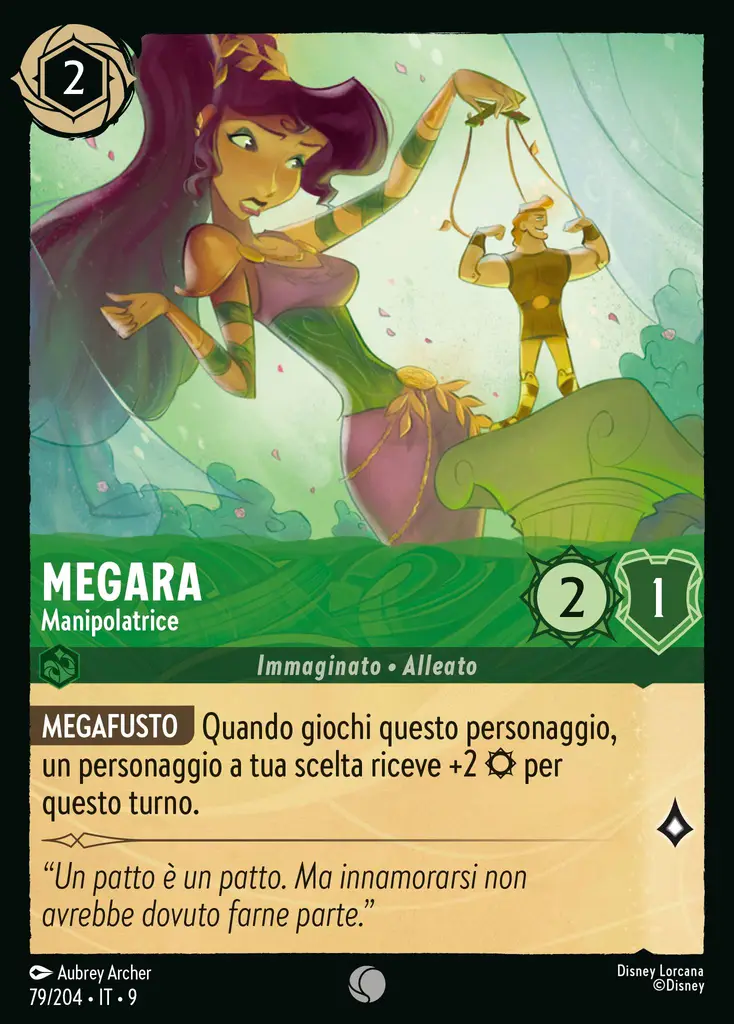 2
MEGARA
Manipolatrice
2
1
Immaginato • Alleato
MEGAFUSTO Quando giochi questo personaggio,
un personaggio a tua scelta riceve +2 per
questo turno.
“Un patto è un patto. Ma innamorarsi non
avrebbe dovuto farne parte.”
Aubrey Archer
79/204 • IT • 9
Disney Lorcana
©Disney